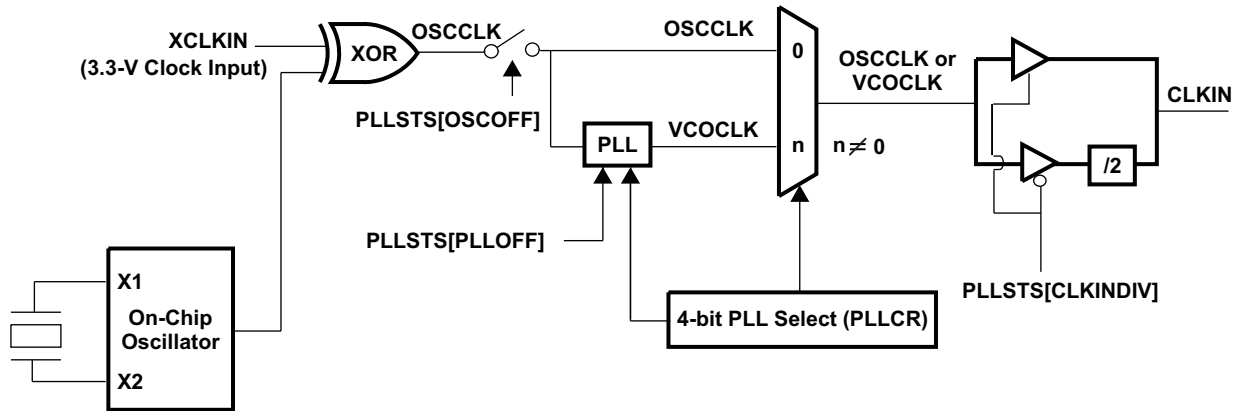 XCLKIN
(3.3-V Clock Input)
XOR
OSCCLK
PLLSTS[OSCOFF]
OSCCLK
0
VCOCLK
PLL
n
n ≠ 0
OSCCLK or
VCOCLK
CLKIN
/2
PLLSTS[PLLOFF]
PLLSTS[CLKINDIV]
4-bit PLL Select (PLLCR)
X1
On-Chip
Oscillator
X2